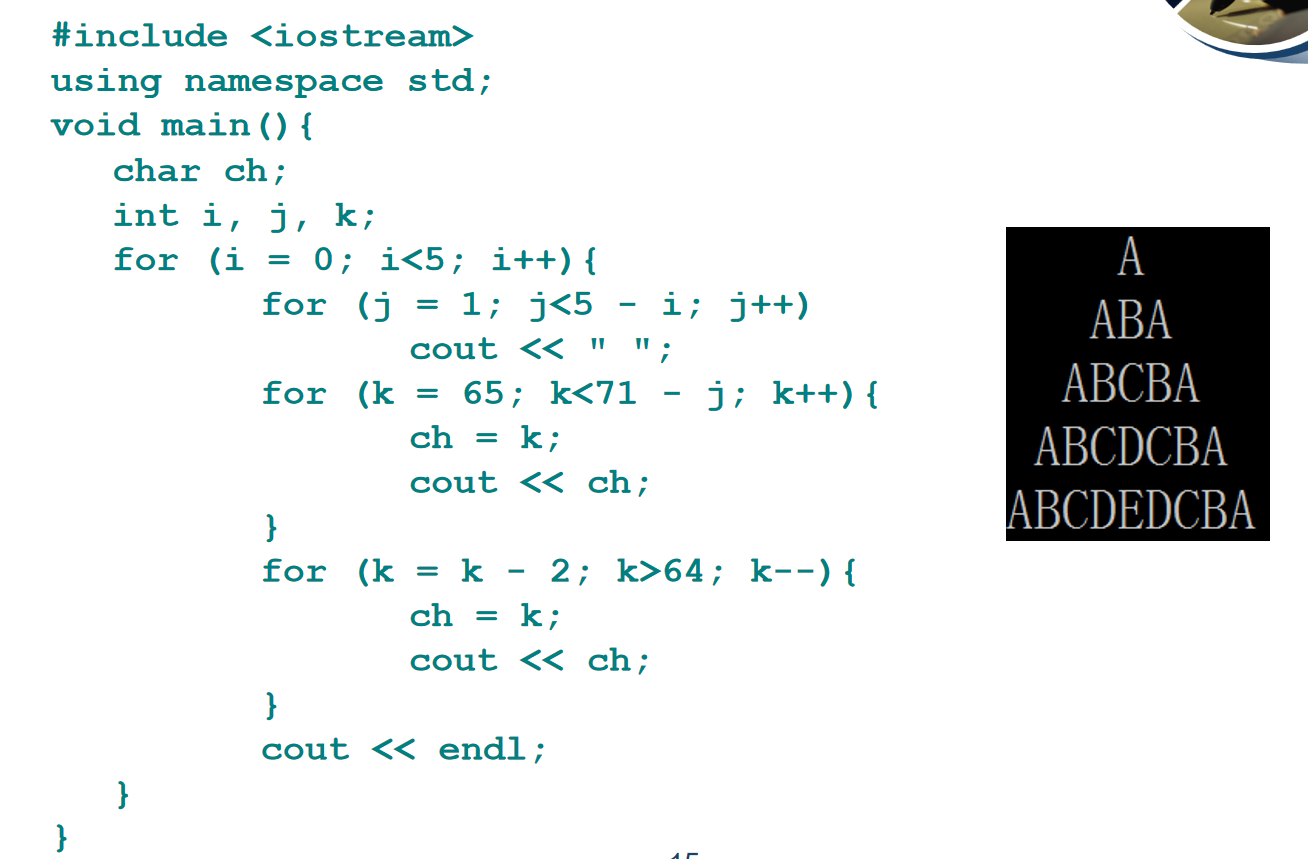 #include <iostream>
using namespace std;
void main(){
char ch;
int i, j, k;
for (i = 0; i<5; i++){
for (j = 1; j<5 - i; j++)
cout << " ";
for (k = 65; k<71 - j; k++){
ch = k;
cout << ch;
}
for (k = k - 2; k>64; k--){
ch = k;
cout << ch;
}
cout << endl;
}
}
A
ABA
ABCBA
ABCDCBA
ABCDEDCBA